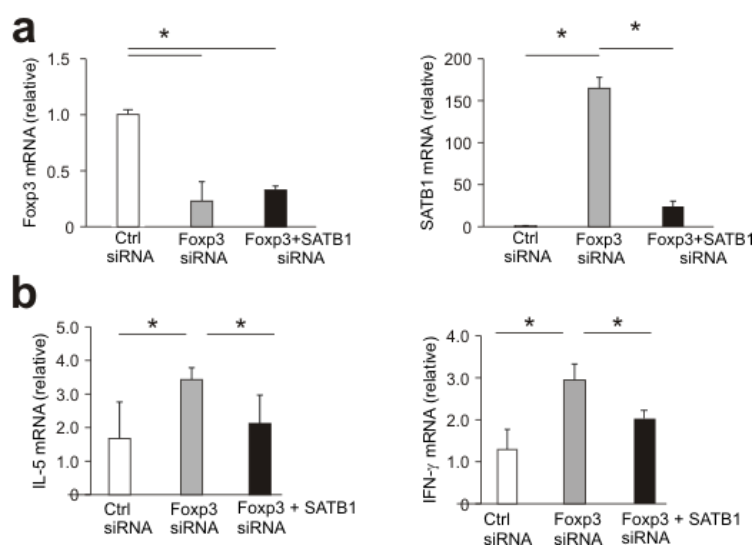 a
*
* *
1.5
1.0
0.5
0
Foxp3 mRNA (relative)
Ctrl
siRNA
Foxp3
siRNA
Foxp3+SATB1
siRNA
200
150
100
50
0
SATB1 mRNA (relative)
Ctrl
siRNA
Foxp3
siRNA
Foxp3+SATB1
siRNA
b
* *
5.0
4.0
3.0
2.0
1.0
0
IL-5 mRNA (relative)
Ctrl
siRNA
Foxp3
siRNA
Foxp3 + SATB1
siRNA
* *
4.0
3.0
2.0
1.0
0
IFN-γ mRNA (relative)
Ctrl
siRNA
Foxp3
siRNA
Foxp3 + SATB1
siRNA